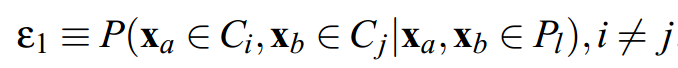 ε₁ ≡ P(𝐱ₐ ∈ Cᵢ, 𝐱_b ∈ Cⱼ|𝐱ₐ, 𝐱_b ∈ Pₗ), i ≠ j